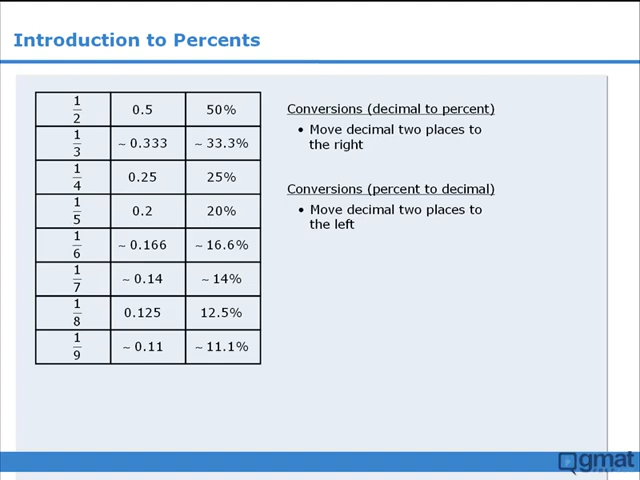 Introduction to Percents
1/2 0.5 50%
1/3 ~ 0.333 ~ 33.3%
1/4 0.25 25%
1/5 0.2 20%
1/6 ~ 0.166 ~ 16.6%
1/7 ~ 0.14 ~ 14%
1/8 0.125 12.5%
1/9 ~ 0.11 ~ 11.1%
Conversions (decimal to percent)
• Move decimal two places to
the right
Conversions (percent to decimal)
• Move decimal two places to
the left
gmat